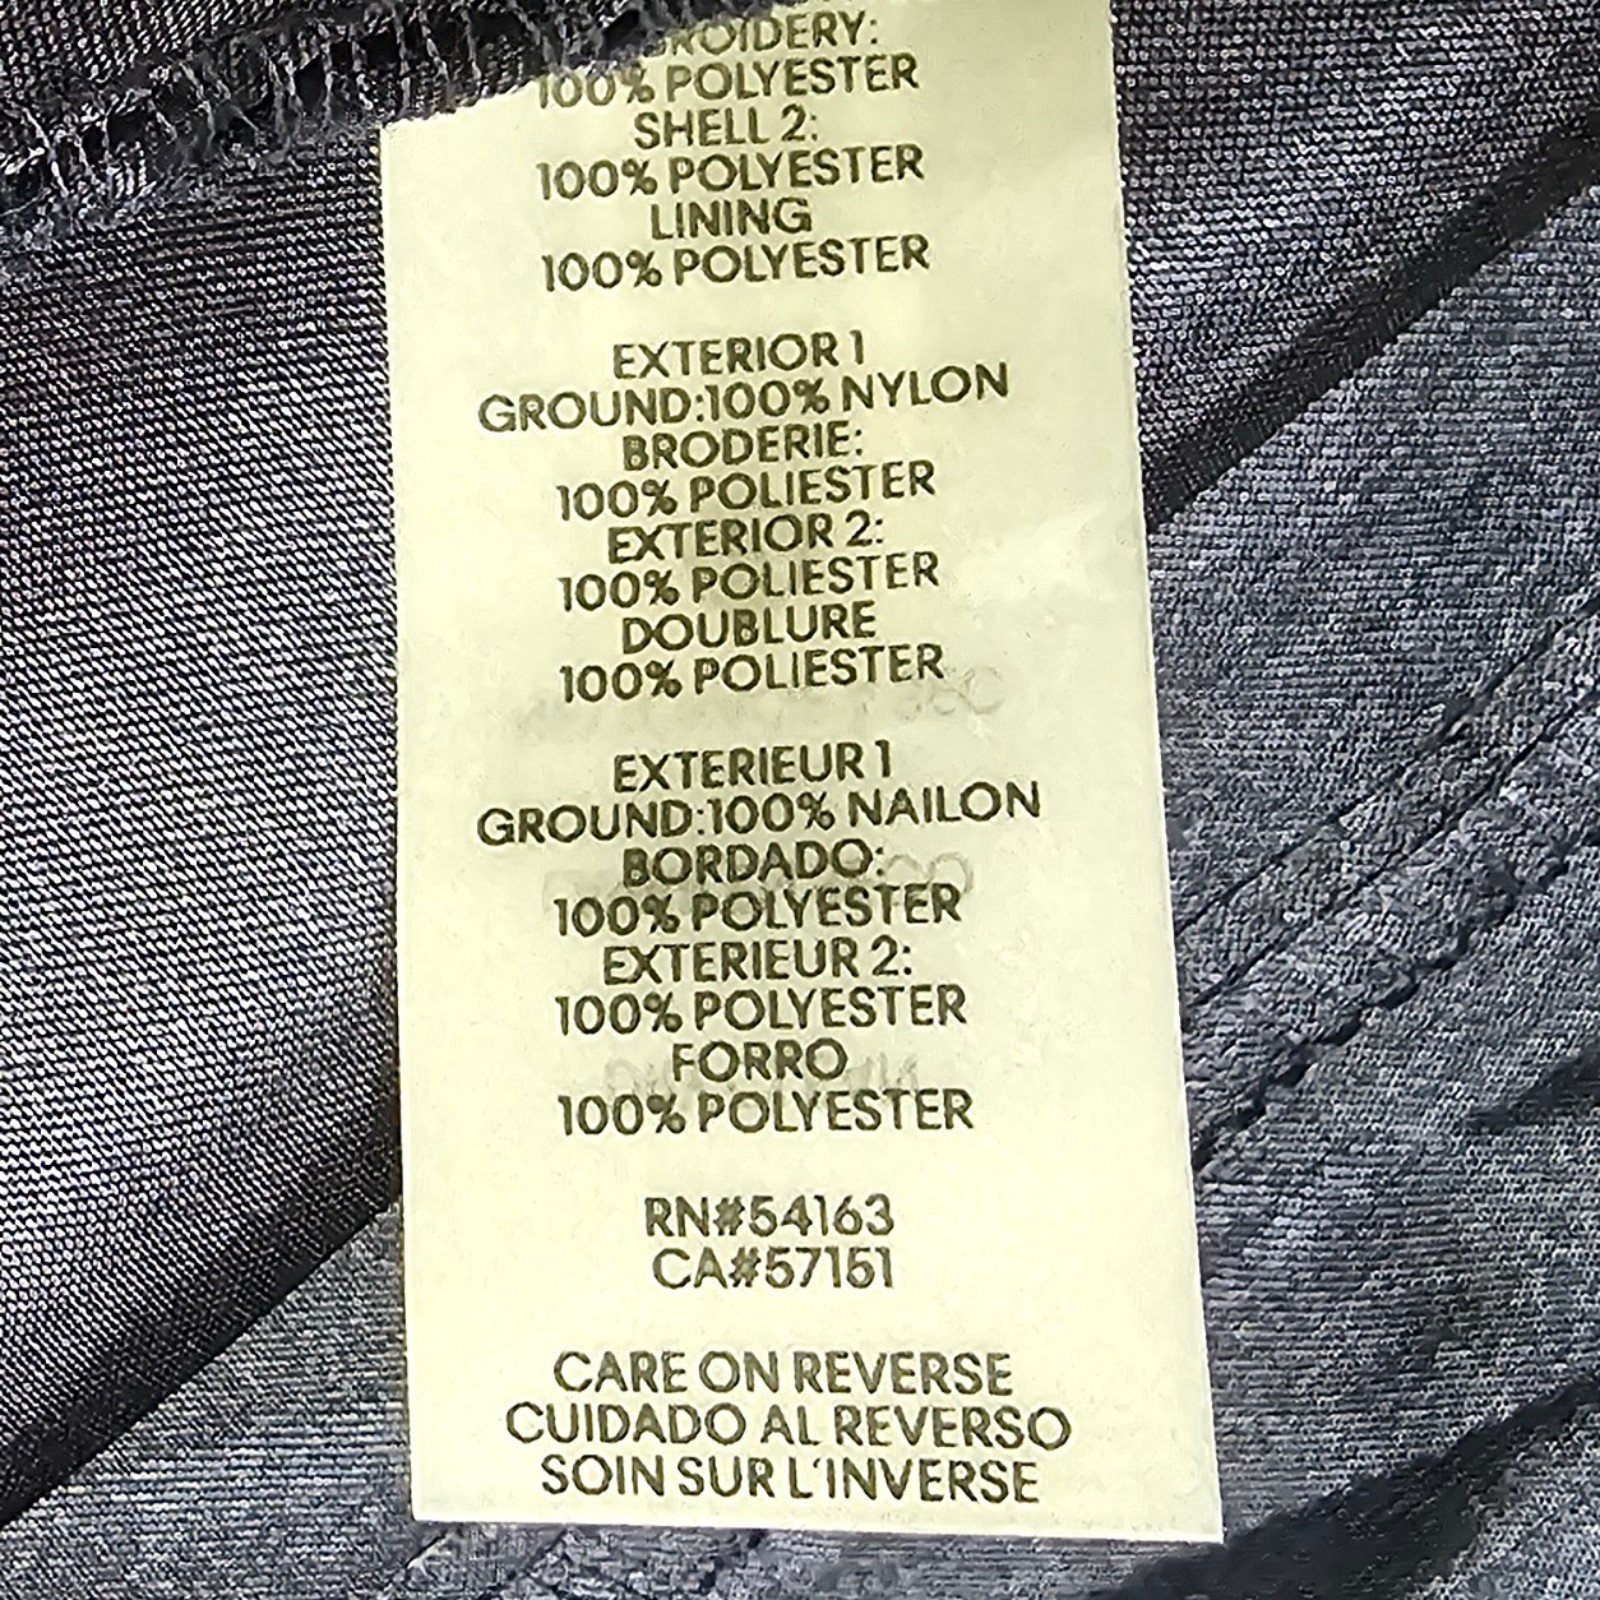 100% POLYESTER
SHELL 2:
100% POLYESTER
LINING
100% POLYESTER
EXTERIOR 1
GROUND:100% NYLON
BRODERIE:
100% POLIESTER
EXTERIOR 2:
100% POLIESTER
DOUBLURE
100% POLIESTER
EXTERIEUR 1
GROUND:100% NAILON
BORDADO:
100% POLYESTER
EXTERIEUR 2:
100% POLYESTER
FORRO
100% POLYESTER
RN#54163
CA#57151
CARE ON REVERSE
CUIDADO AL REVERSO
SOIN SUR L'INVERSE